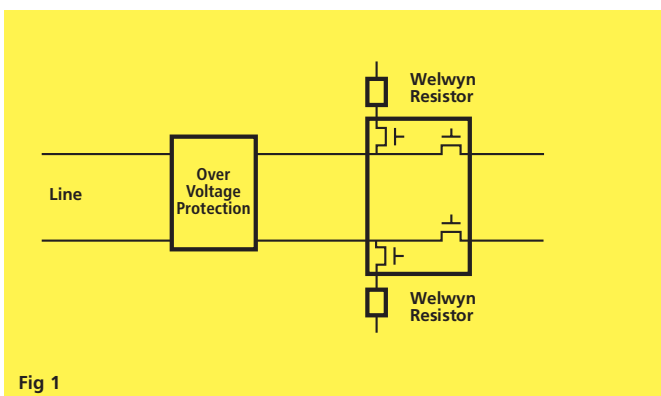 Welwyn
Resistor
Line
Over
Voltage
Protection
Welwyn
Resistor
Fig 1